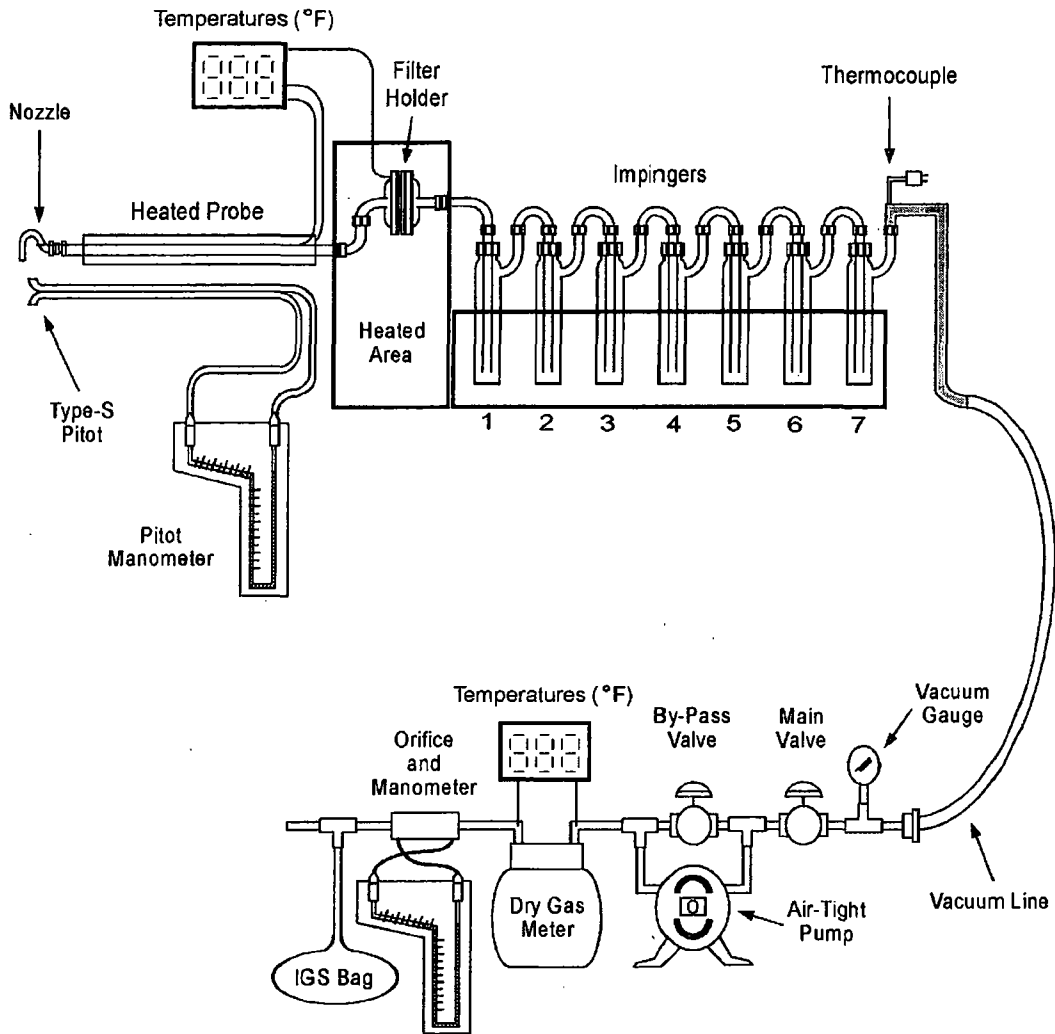 Temperatures (°F)
Filter
Holder
Thermocouple
Nozzle
Impingers
Heated Probe
Heated
Area
Type-S
Pitot
1 2 3 4 5 6 7
Pitot
Manometer
Temperatures (°F)
By-Pass
Valve
Main
Valve
Vacuum
Gauge
Orifice
and
Manometer
Dry Gas
Meter
Air-Tight
Pump
Vacuum Line
IGS Bag